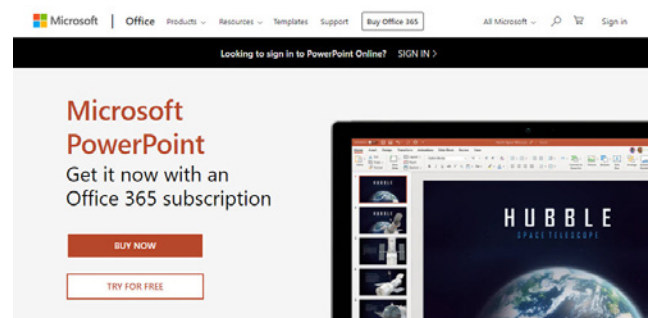 Microsoft | Office Products Resources Templates Support Buy Office 365 All Microsoft Sign in
Looking to sign in to PowerPoint Online? SIGN IN >
Microsoft
PowerPoint
Get it now with an
Office 365 subscription
BUY NOW
TRY FOR FREE
HUBBLE
SPACE TELESCOPE